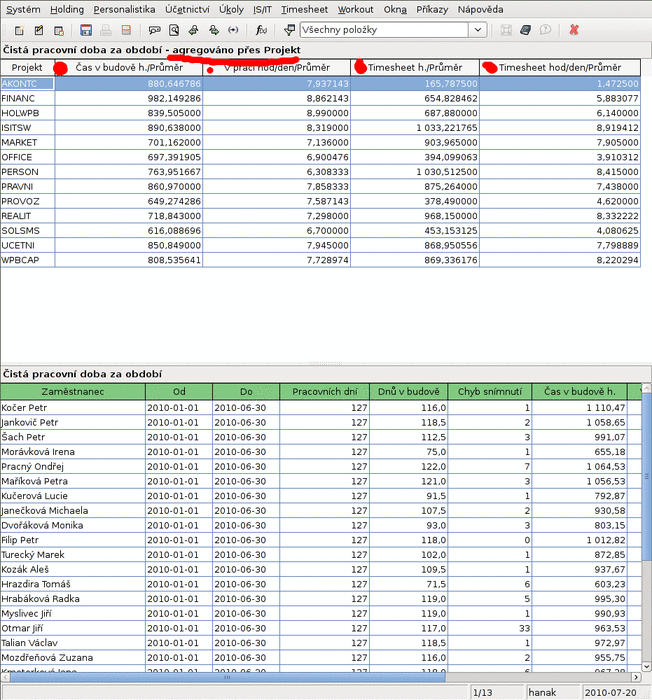 Systém Holding Personalistika Účetnictví Úkoly IS/IT Timesheet Workout Okna Příkazy Nápověda
Všechny položky
Čistá pracovní doba za období - agregováno přes Projekt
Projekt Čas v budově h./Průměr V práci hod/den/Průměr Timesheet h./Průměr Timesheet hod/den/Průměr
AKONTC 880,646786 7,937143 165,787500 1,472500
FINANC 982,149286 8,862143 654,828462 5,883077
HOLWPB 839,505000 8,990000 687,880000 6,140000
ISITSW 890,638000 8,319000 1 033,221765 8,919412
MARKET 701,162000 7,136000 903,965000 7,905000
OFFICE 697,391905 6,900476 394,099063 3,910312
PERSON 763,951667 6,308333 1 030,512500 8,415000
PRAVNI 860,970000 7,858333 875,264000 7,438000
PROVOZ 649,274286 7,587143 378,490000 4,620000
REALIT 718,843000 7,298000 968,150000 8,332222
SOLSMS 616,088696 6,700000 453,153125 4,080625
UCETNI 850,849000 7,945000 868,950556 7,798889
WPBCAP 808,535641 7,728974 869,336176 8,220294
Čistá pracovní doba za období
Zaměstnanec Od Do Pracovních dní Dnů v budově Chyb snímnutí Čas v budově h.
Kočer Petr 2010-01-01 2010-06-30 127 116,0 1 1 110,47
Jankovič Petr 2010-01-01 2010-06-30 127 118,5 2 1 058,65
Šach Petr 2010-01-01 2010-06-30 127 112,5 3 991,07
Morávková Irena 2010-01-01 2010-06-30 127 75,0 1 655,18
Pracný Ondřej 2010-01-01 2010-06-30 127 122,0 7 1 064,53
Maříková Petra 2010-01-01 2010-06-30 127 121,0 3 1 056,53
Kučerová Lucie 2010-01-01 2010-06-30 127 91,5 1 792,87
Janečková Michaela 2010-01-01 2010-06-30 127 107,5 2 930,58
Dvořáková Monika 2010-01-01 2010-06-30 127 93,0 3 803,15
Filip Petr 2010-01-01 2010-06-30 127 118,0 0 1 012,82
Turecký Marek 2010-01-01 2010-06-30 127 102,0 1 872,85
Kozák Aleš 2010-01-01 2010-06-30 127 109,5 1 937,67
Hrazdira Tomáš 2010-01-01 2010-06-30 127 71,5 6 603,23
Hrabáková Radka 2010-01-01 2010-06-30 127 119,0 5 995,30
Myslivec Jiří 2010-01-01 2010-06-30 127 119,0 1 990,93
Otmar Jiří 2010-01-01 2010-06-30 127 117,0 33 963,53
Talian Václav 2010-01-01 2010-06-30 127 118,5 1 972,97
Mozdřeňová Zuzana 2010-01-01 2010-06-30 127 116,0 2 955,75
1/13 hanak 2010-07-20